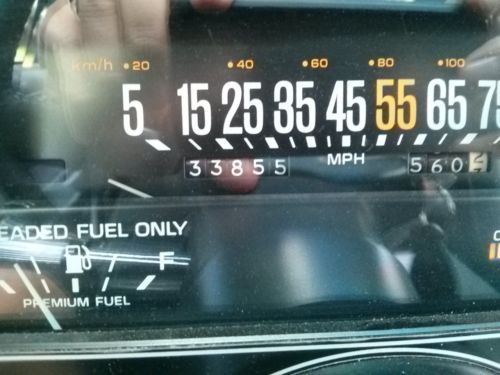 km/h 20 40 60 80 100
5 15 25 35 45 55 65 75
33855 MPH 560
EADED FUEL ONLY
F
PREMIUM FUEL